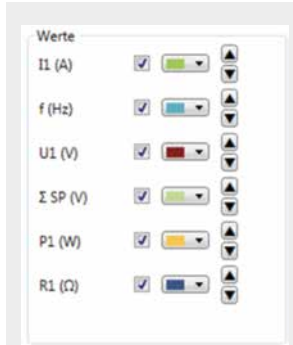 Werte
I1 (A)
f (Hz)
U1 (V)
Σ SP (V)
P1 (W)
R1 (Ω)